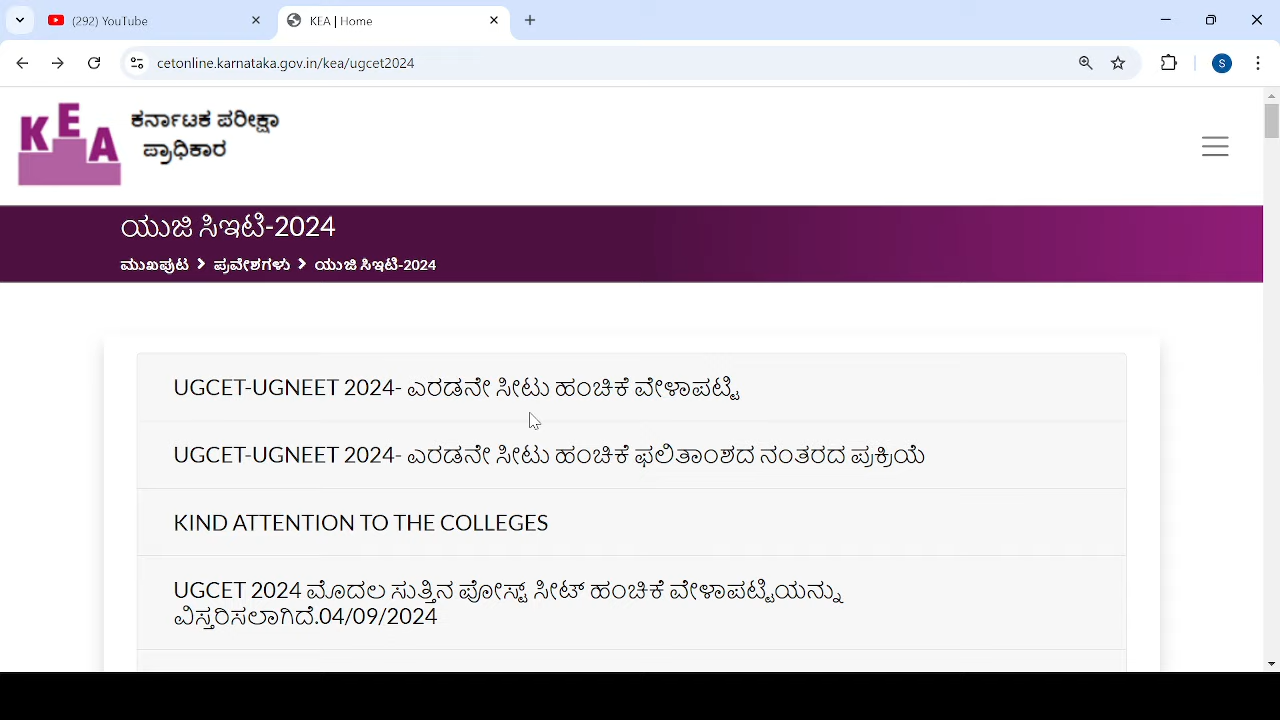 (292) YouTube
KEA | Home
cetonline.karnataka.gov.in/kea/ugcet2024
S
KEA
ಕರ್ನಾಟಕ ಪರೀಕ್ಷಾ
ಪ್ರಾಧಿಕಾರ
ಯುಜಿ ಸಿಇಟಿ-2024
ಮುಖಪುಟ > ಪ್ರವೇಶಗಳು > ಯುಜಿ ಸಿಇಟಿ-2024
UGCET-UGNEET 2024- ಎರಡನೇ ಸೀಟು ಹಂಚಿಕೆ ವೇಳಾಪಟ್ಟಿ
UGCET-UGNEET 2024- ಎರಡನೇ ಸೀಟು ಹಂಚಿಕೆ ಫಲಿತಾಂಶದ ನಂತರದ ಪ್ರಕ್ರಿಯೆ
KIND ATTENTION TO THE COLLEGES
UGCET 2024 ಮೊದಲ ಸುತ್ತಿನ ಪೋಸ್ಟ್ ಸೀಟ್ ಹಂಚಿಕೆ ವೇಳಾಪಟ್ಟಿಯನ್ನು
ವಿಸ್ತರಿಸಲಾಗಿದೆ.04/09/2024